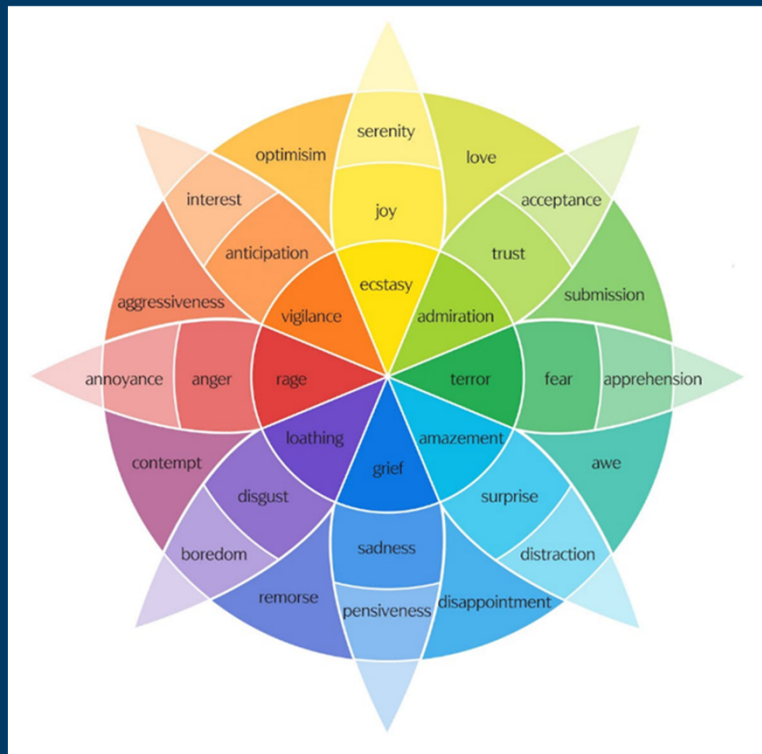 serenity
optimisim
love
interest
acceptance
joy
anticipation
trust
ecstasy
aggressiveness
submission
vigilance
admiration
annoyance
anger
rage
terror
fear
apprehension
loathing
amazement
contempt
grief
awe
disgust
surprise
sadness
boredom
distraction
remorse
pensiveness
disappointment